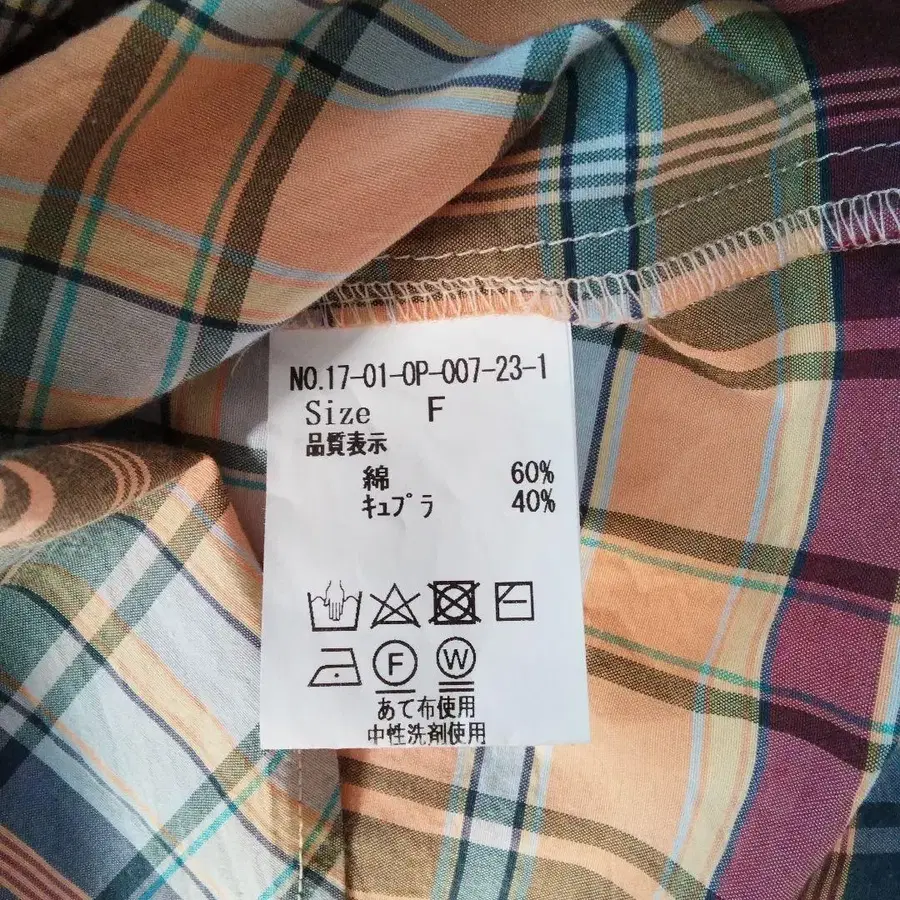 NO.17-01-OP-007-23-1
Size F
品質表示
綿 60%
キュプラ 40%
F W
あて布使用
中性洗剤使用